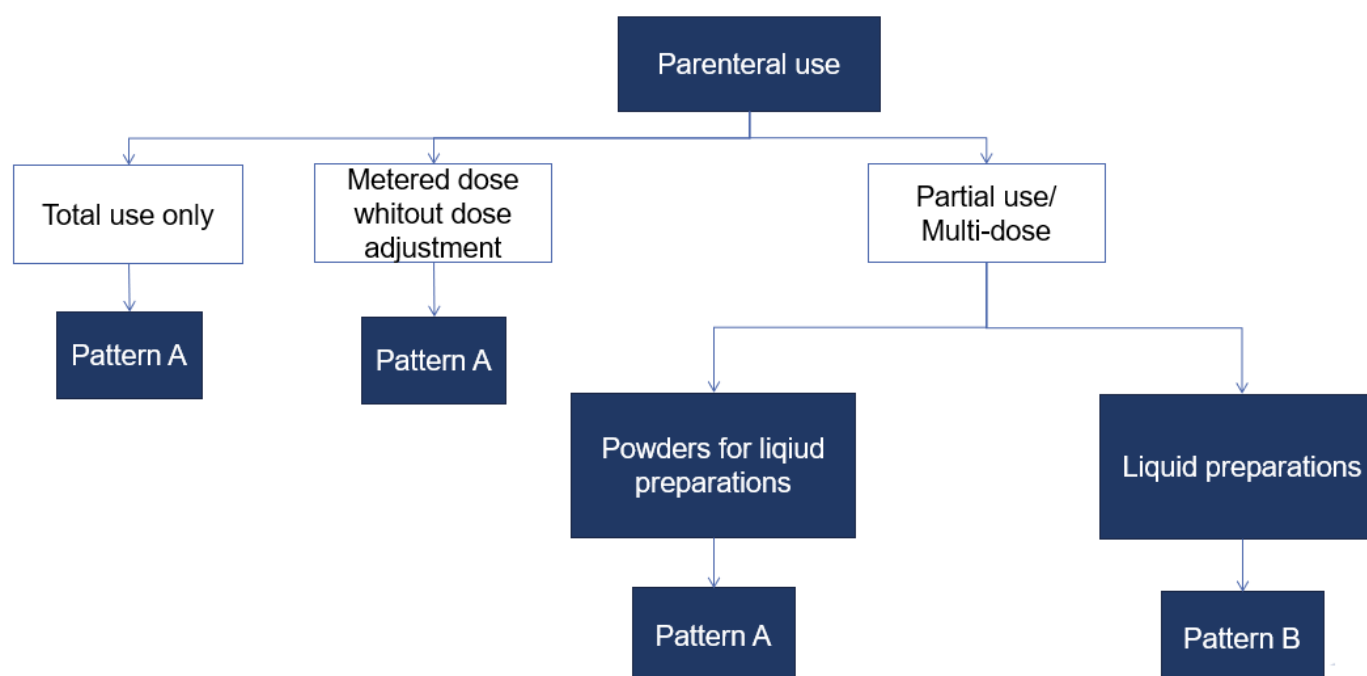 Parenteral use
Total use only
Metered dose
whitout dose
adjustment
Partial use/
Multi-dose
Pattern A
Pattern A
Powders for liqiud
preparations
Liquid preparations
Pattern A
Pattern B